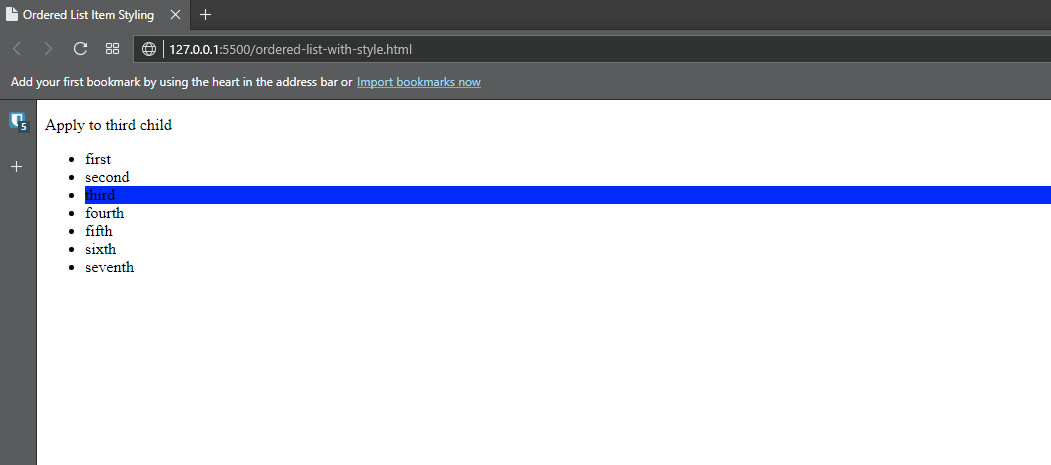 Ordered List Item Styling
127.0.0.1:5500/ordered-list-with-style.html
Add your first bookmark by using the heart in the address bar or Import bookmarks now
5
Apply to third child
first
second
third
fourth
fifth
sixth
seventh